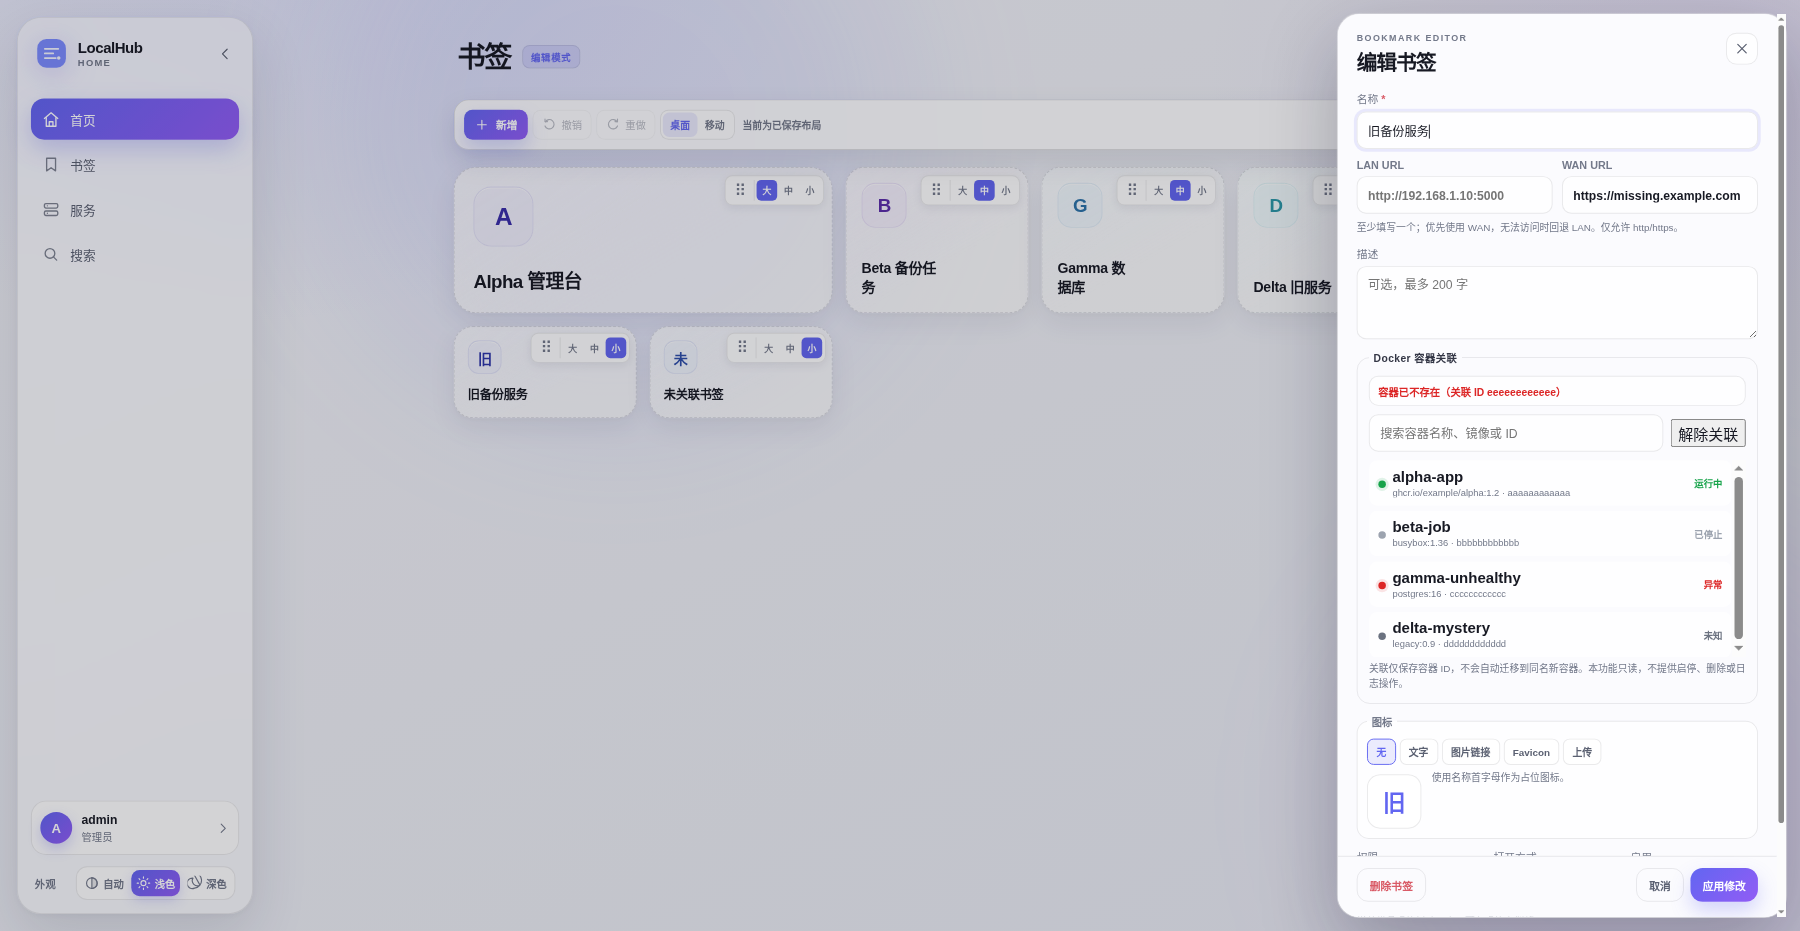 LocalHub
HOME
首页
书签
服务
搜索
A
admin
管理员
外观
自动
浅色
深色
书签
编辑模式
新增
撤销
重做
桌面
移动
当前为已保存布局
A
大 中 小
Alpha 管理台
B
大 中 小
Beta 备份任
务
G
大 中 小
Gamma 数
据库
D
Delta 旧服务
旧
大 中 小
旧备份服务
未
大 中 小
未关联书签
BOOKMARK EDITOR
编辑书签
名称 *
旧备份服务
LAN URL
WAN URL
http://192.168.1.10:5000
https://missing.example.com
至少填写一个；优先使用 WAN，无法访问时回退 LAN。仅允许 http/https。
描述
可选，最多 200 字
Docker 容器关联
容器已不存在（关联 ID eeeeeeeeeeee）
搜索容器名称、镜像或 ID
解除关联
alpha-app
ghcr.io/example/alpha:1.2 · aaaaaaaaaaaa
运行中
beta-job
busybox:1.36 · bbbbbbbbbbbb
已停止
gamma-unhealthy
postgres:16 · cccccccccccc
异常
delta-mystery
legacy:0.9 · dddddddddddd
未知
关联仅保存容器 ID，不会自动迁移到同名新容器。本功能只读，不提供启停、删除或日
志操作。
图标
无
文字
图片链接
Favicon
上传
旧
使用名称首字母作为占位图标。
删除书签
取消
应用修改